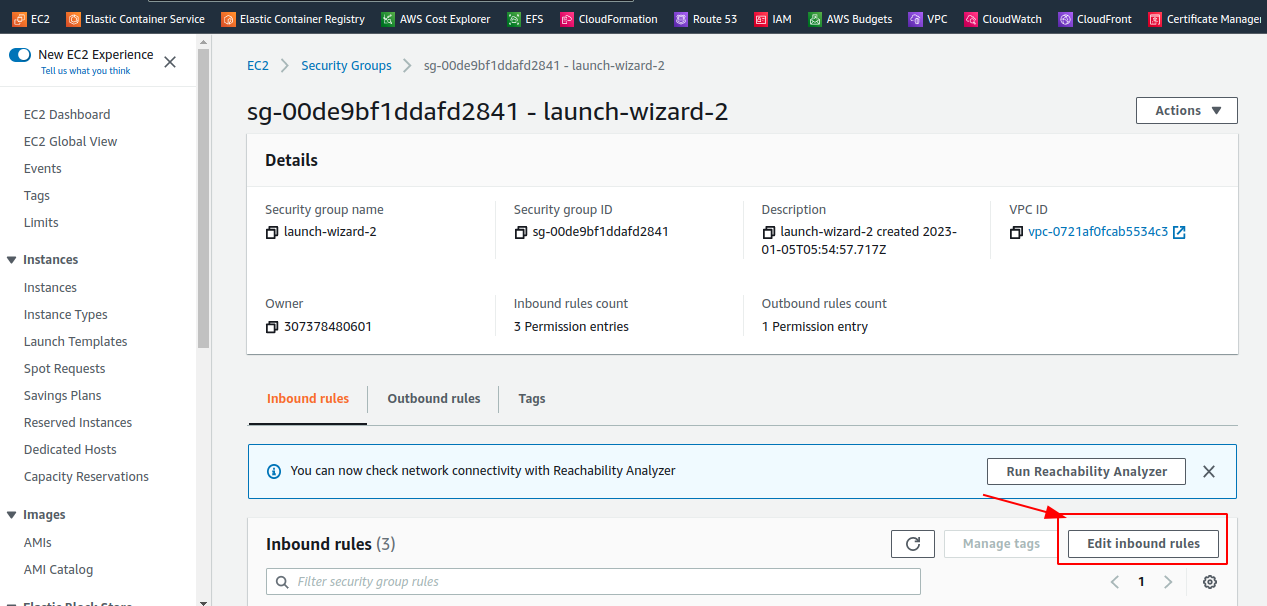 EC2 Elastic Container Service Elastic Container Registry AWS Cost Explorer EFS CloudFormation Route 53 IAM AWS Budgets VPC CloudWatch CloudFront Certificate Manager
New EC2 Experience
Tell us what you think
EC2 Dashboard
EC2 Global View
Events
Tags
Limits
Instances
Instances
Instance Types
Launch Templates
Spot Requests
Savings Plans
Reserved Instances
Dedicated Hosts
Capacity Reservations
Images
AMIs
AMI Catalog
Elastic Block Store
EC2 Security Groups sg-00de9bf1ddafd2841 - launch-wizard-2
sg-00de9bf1ddafd2841 - launch-wizard-2
Actions
Details
Security group name
launch-wizard-2
Security group ID
sg-00de9bf1ddafd2841
Description
launch-wizard-2 created 2023-
01-05T05:54:57.717Z
VPC ID
vpc-0721af0fcab5534c3
Owner
307378480601
Inbound rules count
3 Permission entries
Outbound rules count
1 Permission entry
Inbound rules Outbound rules Tags
You can now check network connectivity with Reachability Analyzer
Run Reachability Analyzer
Inbound rules (3)
Manage tags
Edit inbound rules
Filter security group rules
1